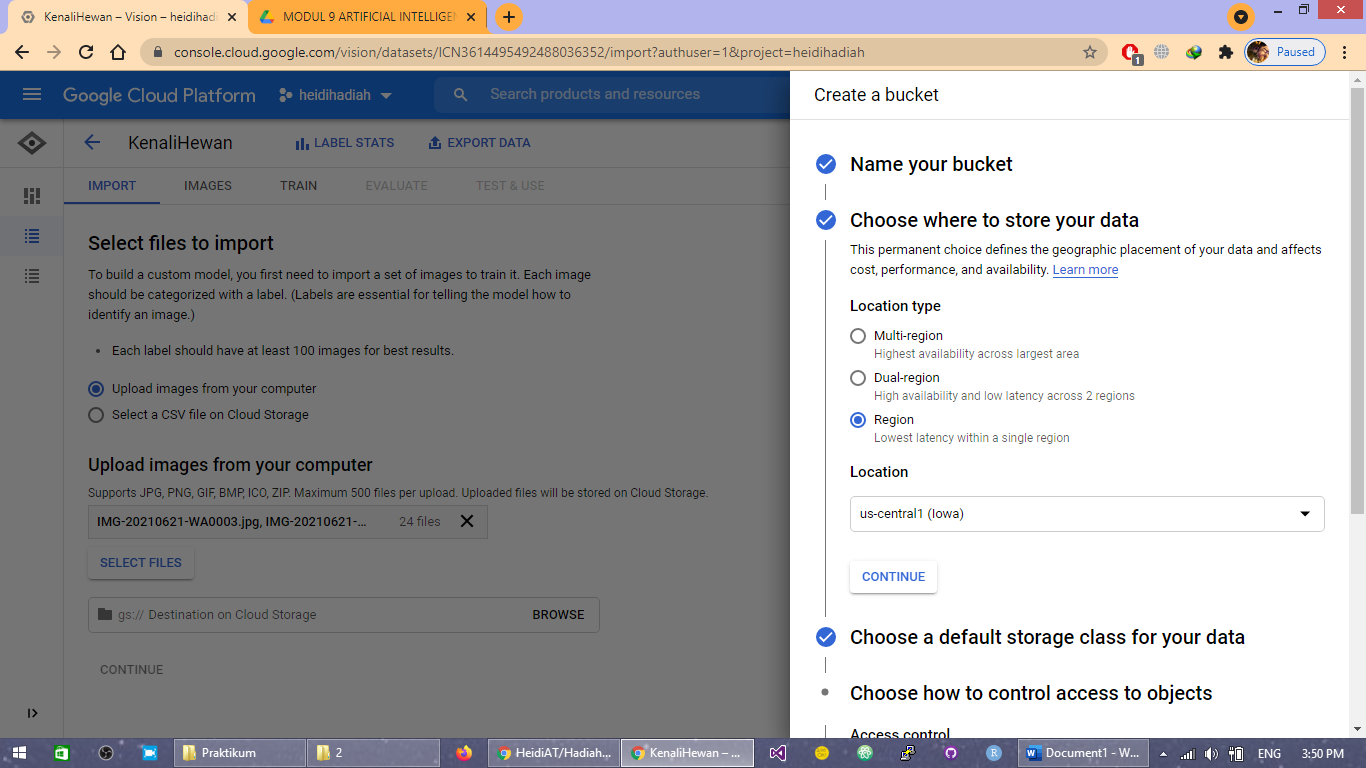 KenaliHewan – Vision – heidihadi
MODUL 9 ARTIFICIAL INTELLIGEN
console.cloud.google.com/vision/datasets/ICN3614495492488036352/import?authuser=1&project=heidihadiah
1
Paused
Google Cloud Platform
heidihadiah
Search products and resources
KenaliHewan
LABEL STATS
EXPORT DATA
IMPORT
IMAGES
TRAIN
EVALUATE
TEST & USE
Select files to import
To build a custom model, you first need to import a set of images to train it. Each image
should be categorized with a label. (Labels are essential for telling the model how to
identify an image.)
• Each label should have at least 100 images for best results.
Upload images from your computer
Select a CSV file on Cloud Storage
Upload images from your computer
Supports JPG, PNG, GIF, BMP, ICO, ZIP. Maximum 500 files per upload. Uploaded files will be stored on Cloud Storage.
IMG-20210621-WA0003.jpg, IMG-20210621-... 24 files
SELECT FILES
gs:// Destination on Cloud Storage BROWSE
CONTINUE
Create a bucket
Name your bucket
Choose where to store your data
This permanent choice defines the geographic placement of your data and affects
cost, performance, and availability. Learn more
Location type
Multi-region
Highest availability across largest area
Dual-region
High availability and low latency across 2 regions
Region
Lowest latency within a single region
Location
us-central1 (Iowa)
CONTINUE
Choose a default storage class for your data
Choose how to control access to objects
Access control
Praktikum
2
HeidiAT/Hadiah...
KenaliHewan – ...
R
Document1 - W...
ENG
3:50 PM